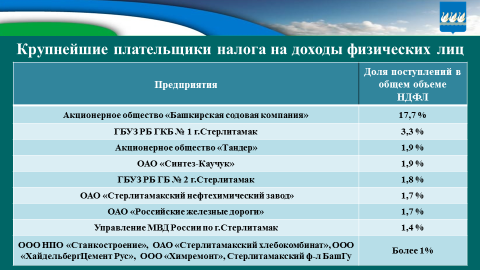 Крупнейшие плательщики налога на доходы физических лиц
Предприятия
Доля поступлений в
общем объеме
НДФЛ
Акционерное общество «Башкирская содовая компания»
17,7 %
ГБУЗ РБ ГКБ № 1 г.Стерлитамак
3,3 %
Акционерное общество «Тандер»
1,9 %
ОАО «Синтез-Каучук»
1,9 %
ГБУЗ РБ ГБ № 2 г.Стерлитамак
1,8 %
ОАО «Стерлитамакский нефтехимический завод»
1,7 %
ОАО «Российские железные дороги»
1,7 %
Управление МВД России по г.Стерлитамак
1,4 %
ООО НПО «Станкостроение», ОАО «Стерлитамакский хлебокомбинат», ООО
«ХайдельбергЦемент Рус», ООО «Химремонт», Стерлитамакский ф-л БашГу
Более 1%